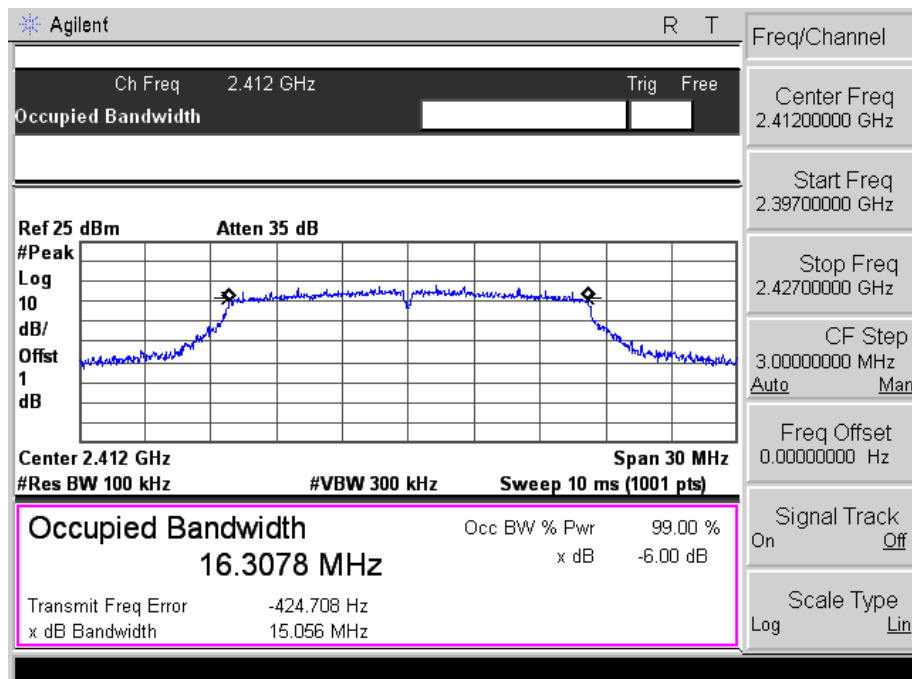 Agilent R T
Freq/Channel
Ch Freq 2.412 GHz Trig Free
Occupied Bandwidth
Center Freq
2.41200000 GHz
Start Freq
2.39700000 GHz
Stop Freq
2.42700000 GHz
CF Step
3.00000000 MHz
Auto Man
Freq Offset
0.00000000 Hz
Signal Track
On Off
Scale Type
Log Lin
Ref 25 dBm Atten 35 dB
#Peak
Log
10
dB/
Offst
1
dB
Center 2.412 GHz Span 30 MHz
#Res BW 100 kHz #VBW 300 kHz Sweep 10 ms (1001 pts)
Occupied Bandwidth Occ BW % Pwr 99.00 %
16.3078 MHz x dB -6.00 dB
Transmit Freq Error -424.708 Hz
x dB Bandwidth 15.056 MHz